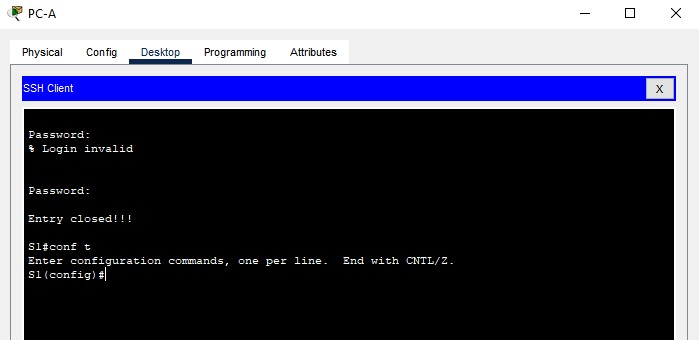 PC-A
Physical Config Desktop Programming Attributes
SSH Client
X
Password:
% Login invalid
Password:
Entry closed!!!
S1#conf t
Enter configuration commands, one per line.  End with CNTL/Z.
S1(config)#